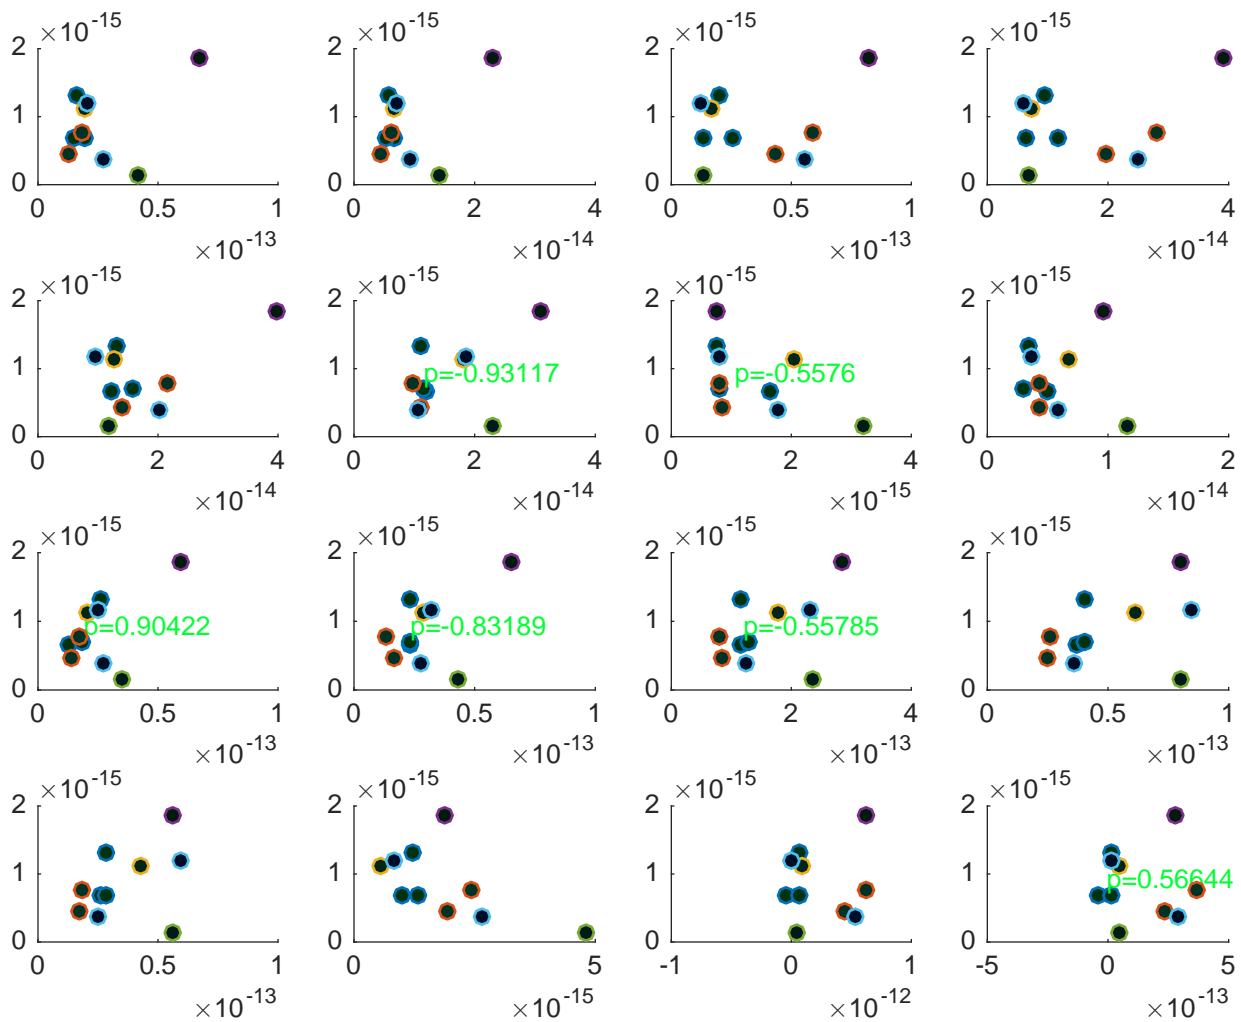 ×10-15 ×10-15 ×10-15 ×10-15
2 2 2 2
1 1 1 1
0 0 0 0
0 0.5 1 0 2 4 0 0.5 1 0 2 4
×10-13 ×10-14 ×10-13 ×10-14
×10-15 ×10-15 ×10-15 ×10-15
2 2 2 2
1 p=-0.93117 1 p=-0.5576 1 1
0 0 0 0
0 2 4 0 2 4 0 2 4 0 1 2
×10-14 ×10-14 ×10-15 ×10-14
×10-15 ×10-15 ×10-15 ×10-15
2 2 2 2
1 p=0.90422 1 p=-0.83189 1 p=-0.55785 1
0 0 0 0
0 0.5 1 0 0.5 1 0 2 4 0 0.5 1
×10-13 ×10-13 ×10-13 ×10-13
×10-15 ×10-15 ×10-15 ×10-15
2 2 2 2
1 1 1 1 p=0.56644
0 0 0 0
0 0.5 1 0 5 -1 0 1 -5 0 5
×10-13 ×10-15 ×10-12 ×10-13